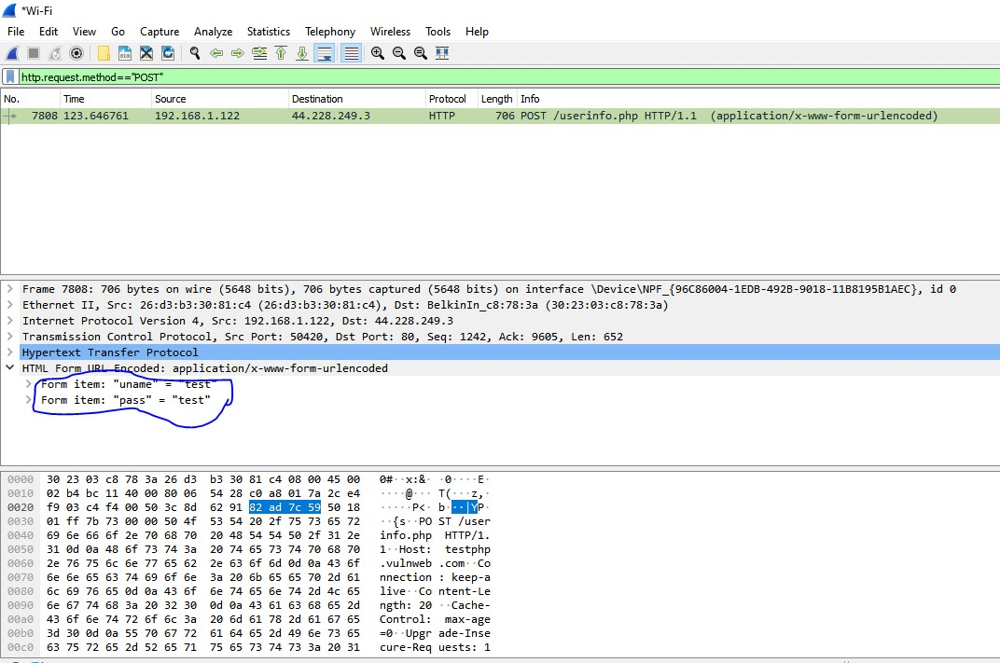 *Wi-Fi
File Edit View Go Capture Analyze Statistics Telephony Wireless Tools Help
http.request.method=="POST"
No. Time Source Destination Protocol Length Info
7808 123.646761 192.168.1.122 44.228.249.3 HTTP 706 POST /userinfo.php HTTP/1.1 (application/x-www-form-urlencoded)
Frame 7808: 706 bytes on wire (5648 bits), 706 bytes captured (5648 bits) on interface \Device\NPF_{96C86004-1EDB-492B-9018-11B8195B1AEC}, id 0
Ethernet II, Src: 26:d3:b3:30:81:c4 (26:d3:b3:30:81:c4), Dst: BelkinIn_c8:78:3a (30:23:03:c8:78:3a)
Internet Protocol Version 4, Src: 192.168.1.122, Dst: 44.228.249.3
Transmission Control Protocol, Src Port: 50420, Dst Port: 80, Seq: 1242, Ack: 9605, Len: 652
Hypertext Transfer Protocol
HTML Form URL Encoded: application/x-www-form-urlencoded
Form item: "uname" = "test"
Form item: "pass" = "test"
0000 30 23 03 c8 78 3a 26 d3 b3 30 81 c4 08 00 45 00 0#··x:&· ·0····E·
0010 02 b4 bc 11 40 00 80 06 54 28 c0 a8 01 7a 2c e4 ····@··· T(···z,·
0020 f9 03 c4 f4 00 50 3c 8d 62 91 82 ad 7c 59 50 18 ·····P<· b···|YP·
0030 01 ff 7b 73 00 00 50 4f 53 54 20 2f 75 73 65 72 ··{s··PO ST /user
0040 69 6e 66 6f 2e 70 68 70 20 48 54 54 50 2f 31 2e info.php HTTP/1.
0050 31 0d 0a 48 6f 73 74 3a 20 74 65 73 74 70 68 70 1··Host: testphp
0060 2e 76 75 6c 6e 77 65 62 2e 63 6f 6d 0d 0a 43 6f .vulnweb .com··Co
0070 6e 6e 65 63 74 69 6f 6e 3a 20 6b 65 65 70 2d 61 nnection : keep-a
0080 6c 69 76 65 0d 0a 43 6f 6e 74 65 6e 74 2d 4c 65 live··Co ntent-Le
0090 6e 67 74 68 3a 20 32 30 0d 0a 43 61 63 68 65 2d ngth: 20 ··Cache-
00a0 43 6f 6e 74 72 6f 6c 3a 20 6d 61 78 2d 61 67 65 Control: max-age
00b0 3d 30 0d 0a 55 70 67 72 61 64 65 2d 49 6e 73 65 =0··Upgr ade-Inse
00c0 63 75 72 65 2d 52 65 71 75 65 73 74 73 3a 20 31 cure-Req uests: 1